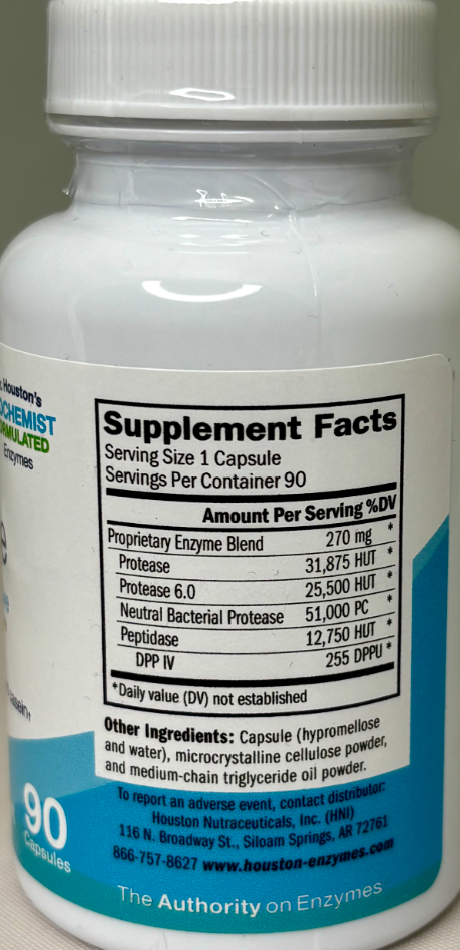 Houston's
OCHEMIST
RMULATED
Enzymes
Supplement Facts
Serving Size 1 Capsule
Servings Per Container 90
Amount Per Serving %DV
Proprietary Enzyme Blend 270 mg *
Protease 31,875 HUT *
Protease 6.0 25,500 HUT *
Neutral Bacterial Protease 51,000 PC *
Peptidase 12,750 HUT *
DPP IV 255 DPPU *
*Daily value (DV) not established
Other Ingredients: Capsule (hypromellose
and water), microcrystalline cellulose powder,
and medium-chain triglyceride oil powder.
To report an adverse event, contact distributor:
Houston Nutraceuticals, Inc. (HNI)
116 N. Broadway St., Siloam Springs, AR 72761
866-757-8627 www.houston-enzymes.com
90
Capsules
The Authority on Enzymes